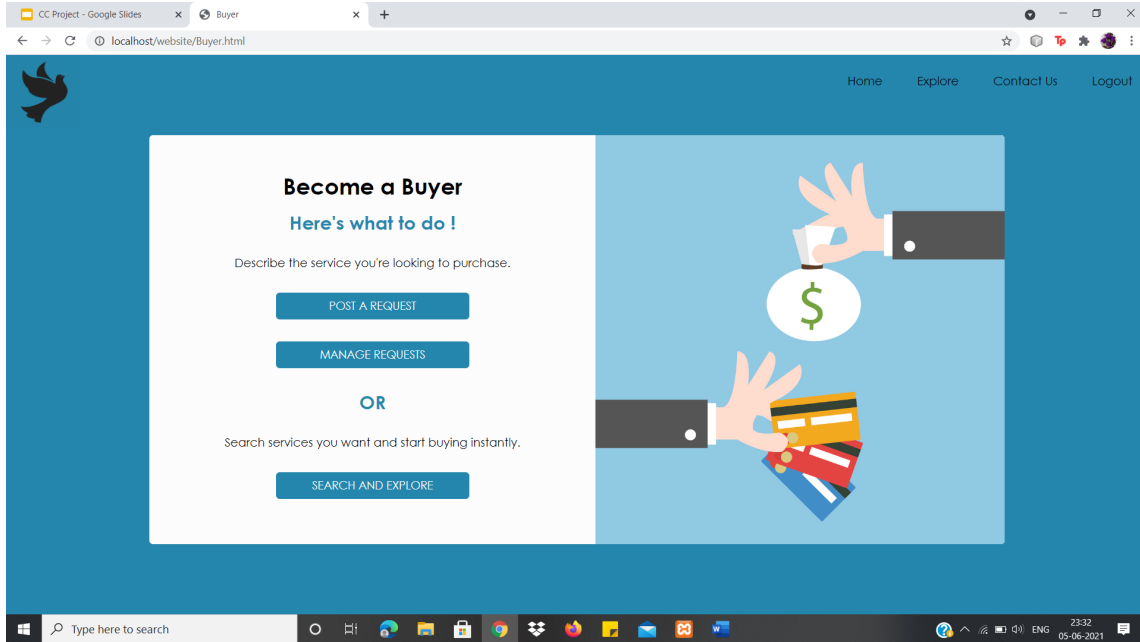 CC Project - Google Slides
Buyer
localhost/website/Buyer.html
Tp
Home Explore Contact Us Logout
Become a Buyer
Here's what to do !
Describe the service you're looking to purchase.
POST A REQUEST
MANAGE REQUESTS
OR
Search services you want and start buying instantly.
SEARCH AND EXPLORE
$
Type here to search
ENG
23:32
05-06-2021